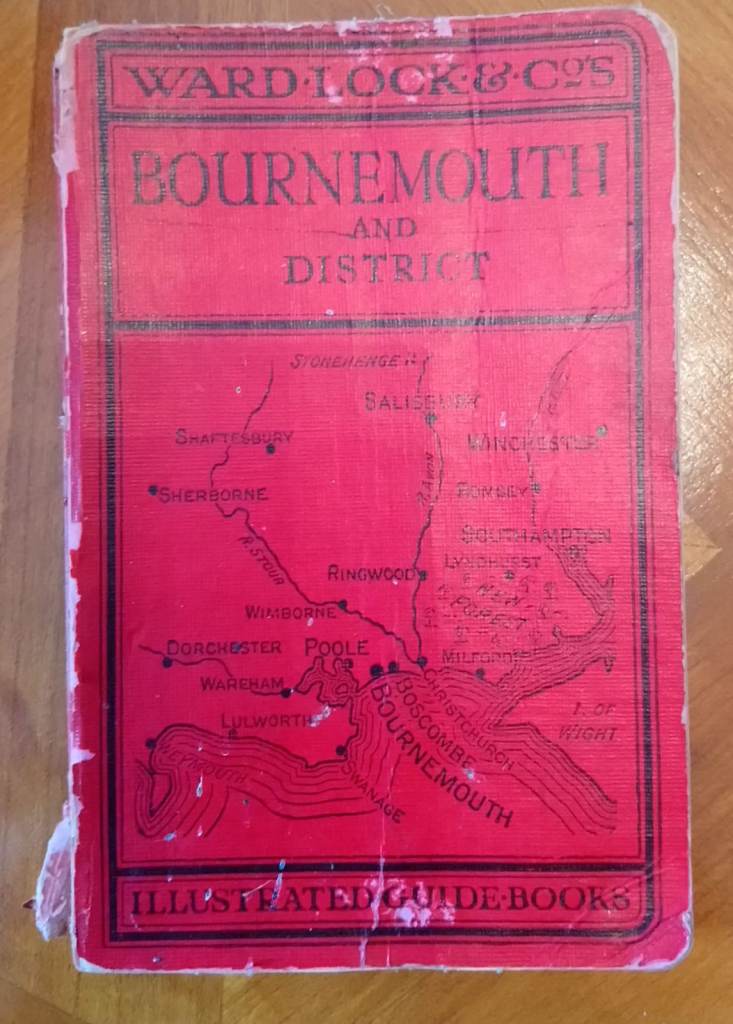 WARD·LOCK·&·Cº'S
BOURNEMOUTH
AND
DISTRICT
STONEHENGE
SALISBURY
SHAFTESBURY
WINCHESTER
SHERBORNE
R. AVON
ROMSEY
R. STOUR
SOUTHAMPTON
LYNDHURST
RINGWOOD
NEW
FOREST
WIMBORNE
DORCHESTER
POOLE
MILFORD
WAREHAM
CHRISTCHURCH
BOSCOMBE
BOURNEMOUTH
I. OF
WIGHT
LULWORTH
WEYMOUTH
SWANAGE
ILLUSTRATED·GUIDE·BOOKS